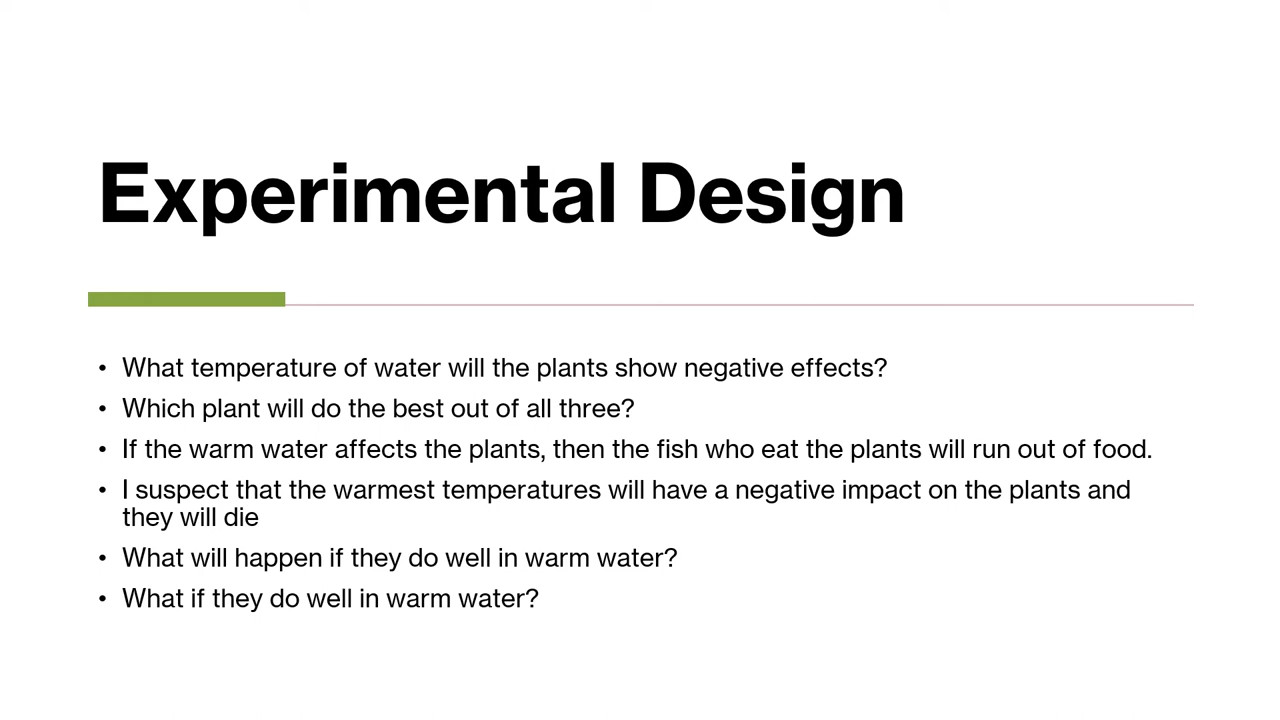 Experimental Design
• What temperature of water will the plants show negative effects?
• Which plant will do the best out of all three?
• If the warm water affects the plants, then the fish who eat the plants will run out of food.
• I suspect that the warmest temperatures will have a negative impact on the plants and
they will die
• What will happen if they do well in warm water?
• What if they do well in warm water?